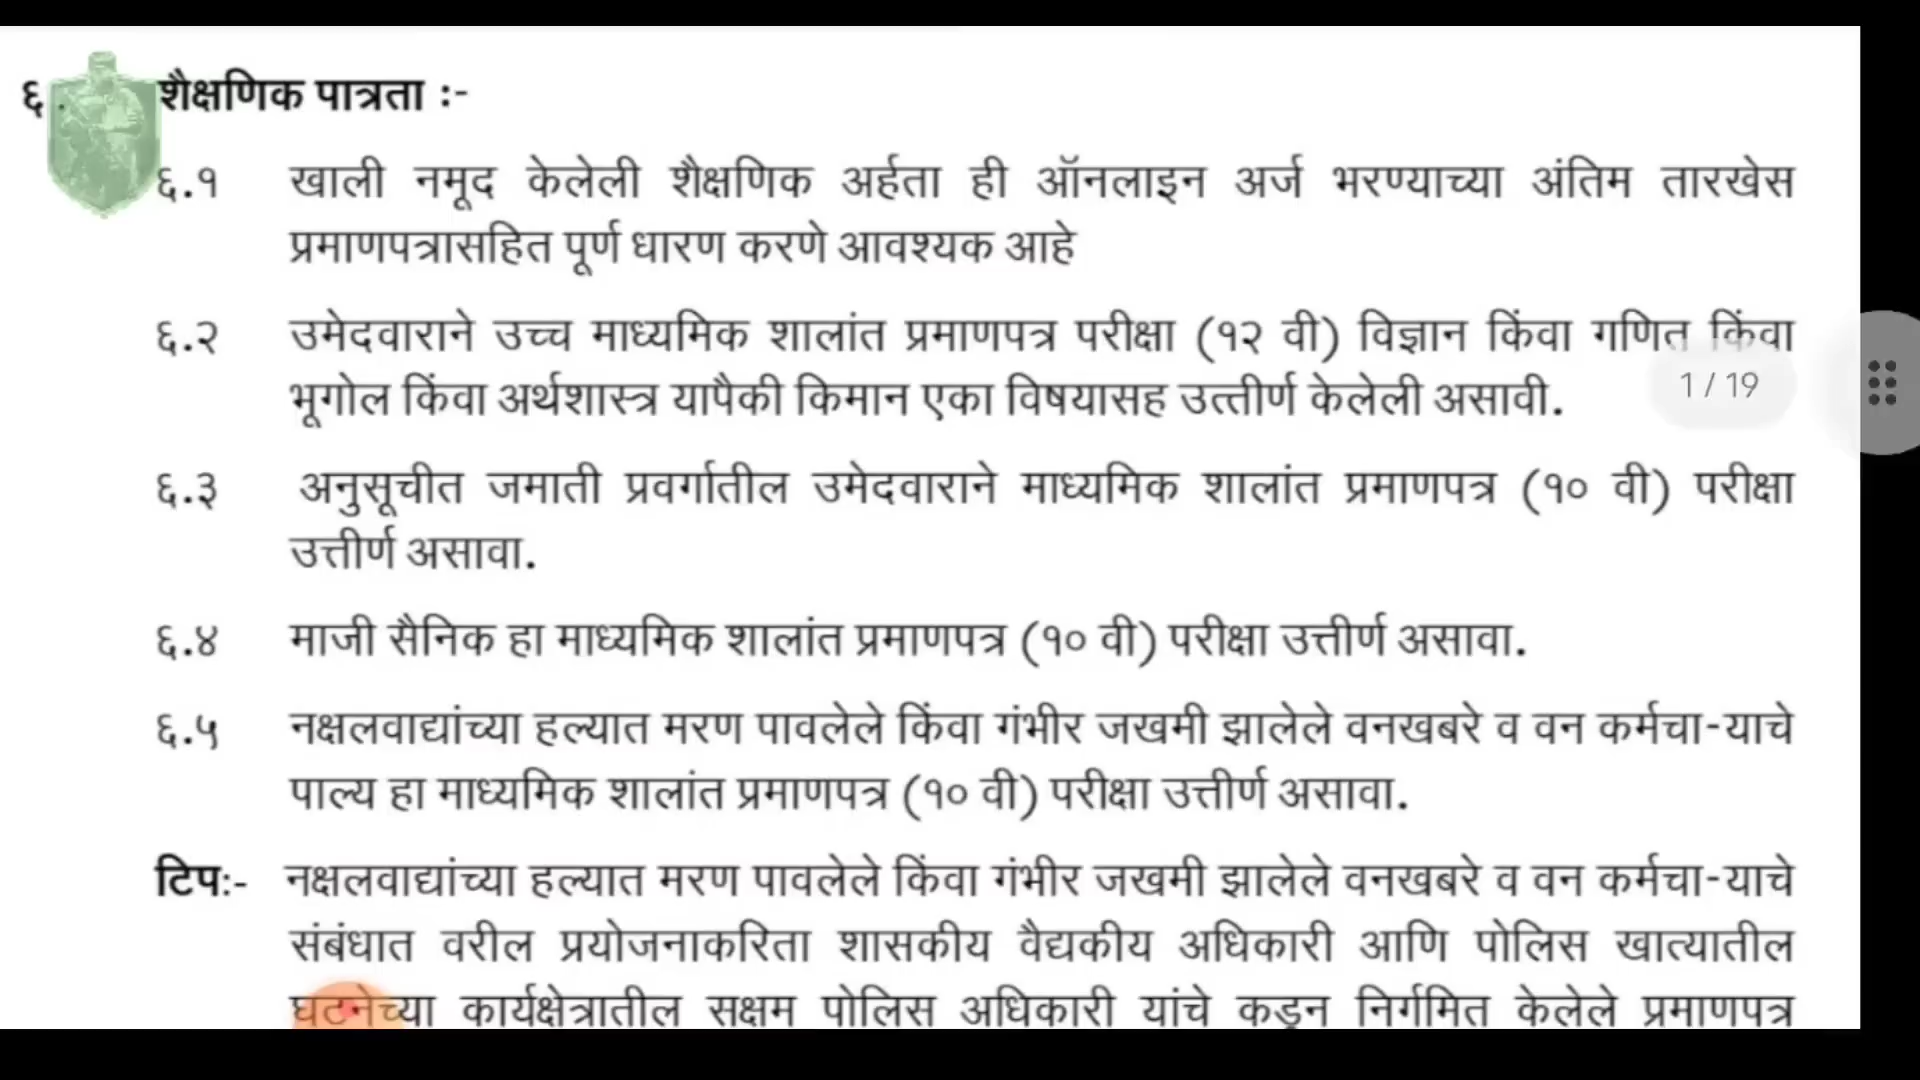 ६. शैक्षणिक पात्रता :-
६.१ खाली नमूद केलेली शैक्षणिक अर्हता ही ऑनलाइन अर्ज भरण्याच्या अंतिम तारखेस
प्रमाणपत्रासहित पूर्ण धारण करणे आवश्यक आहे
६.२ उमेदवाराने उच्च माध्यमिक शालांत प्रमाणपत्र परीक्षा (१२ वी) विज्ञान किंवा गणित किंवा
भूगोल किंवा अर्थशास्त्र यापैकी किमान एका विषयासह उत्तीर्ण केलेली असावी.
1 / 19
६.३ अनुसूचीत जमाती प्रवर्गातील उमेदवाराने माध्यमिक शालांत प्रमाणपत्र (१० वी) परीक्षा
उत्तीर्ण असावा.
६.४ माजी सैनिक हा माध्यमिक शालांत प्रमाणपत्र (१० वी) परीक्षा उत्तीर्ण असावा.
६.५ नक्षलवाद्यांच्या हल्यात मरण पावलेले किंवा गंभीर जखमी झालेले वनखबरे व वन कर्मचा-याचे
पाल्य हा माध्यमिक शालांत प्रमाणपत्र (१० वी) परीक्षा उत्तीर्ण असावा.
टिपः- नक्षलवाद्यांच्या हल्यात मरण पावलेले किंवा गंभीर जखमी झालेले वनखबरे व वन कर्मचा-याचे
संबंधात वरील प्रयोजनाकरिता शासकीय वैद्यकीय अधिकारी आणि पोलिस खात्यातील
घटनेच्या कार्यक्षेत्रातील सक्षम पोलिस अधिकारी यांचे कडून निर्गमित केलेले प्रमाणपत्र